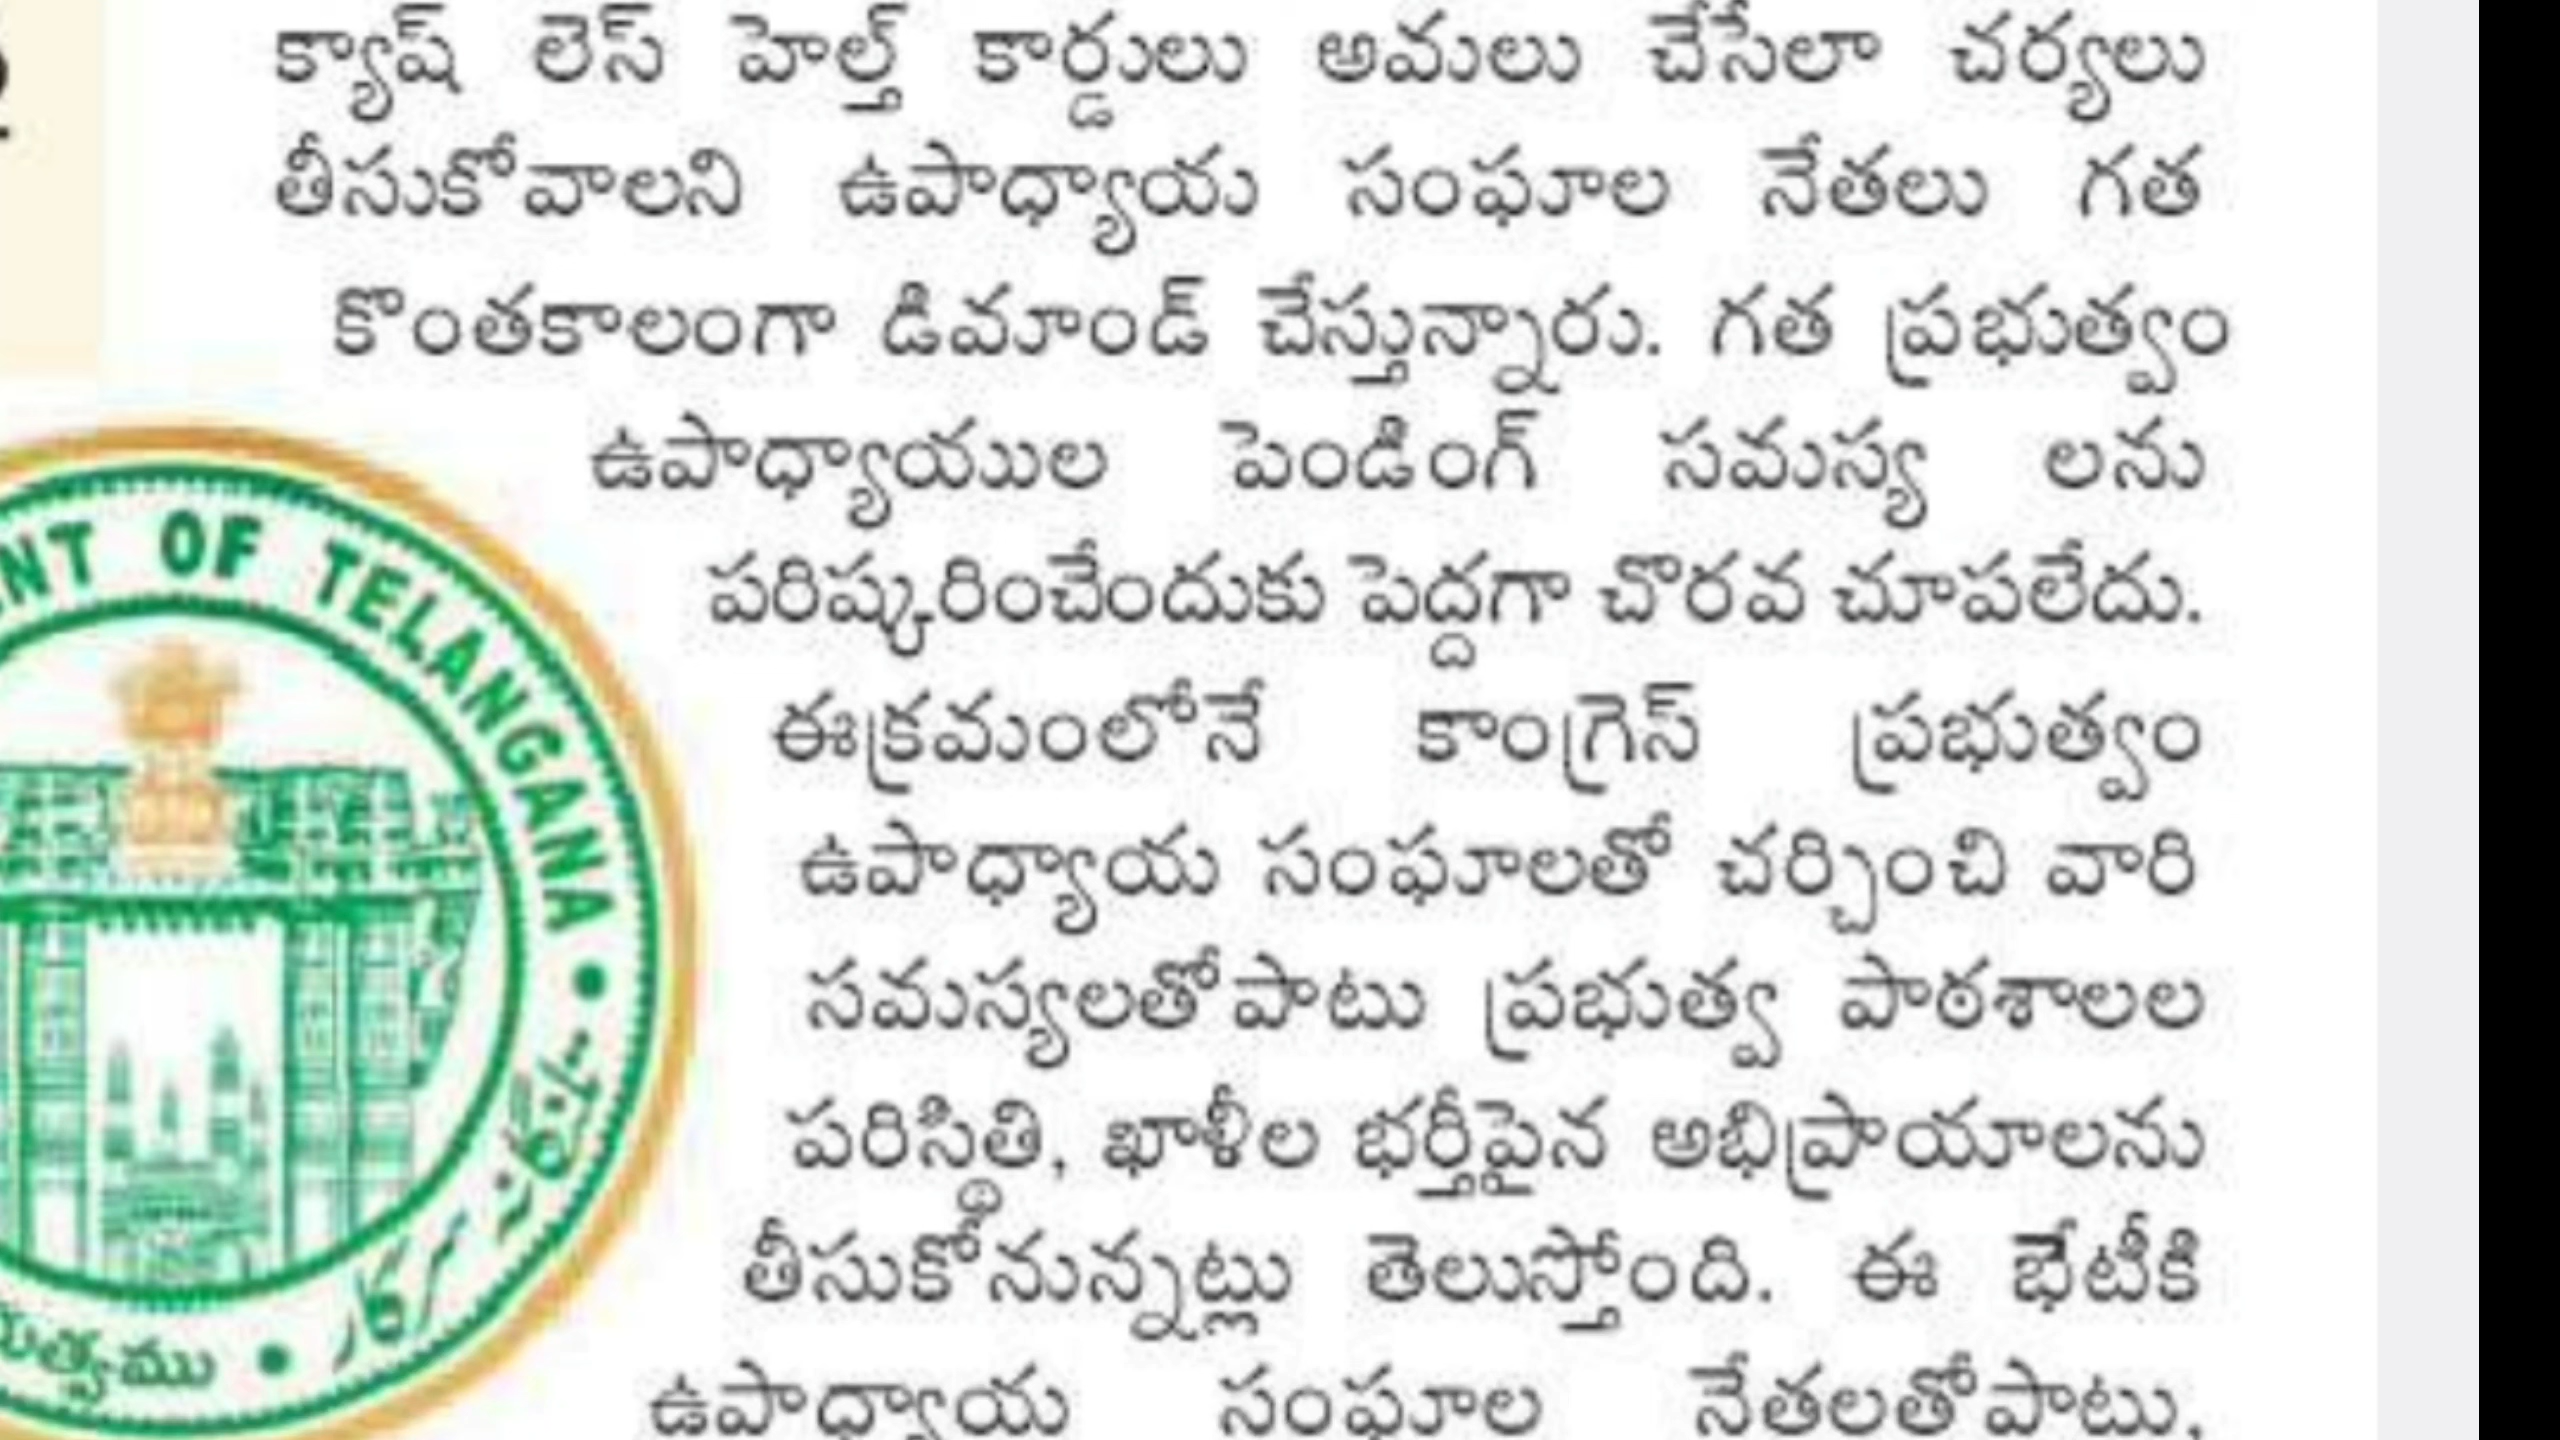 క్యాష్ లెస్ హెల్త్ కార్డులు అమలు చేసేలా చర్యలు
తీసుకోవాలని ఉపాధ్యాయ సంఘాల నేతలు గత
కొంతకాలంగా డిమాండ్ చేస్తున్నారు. గత ప్రభుత్వం
ఉపాధ్యాయుల పెండింగ్ సమస్య లను
పరిష్కరించేందుకు పెద్దగా చొరవ చూపలేదు.
ఈక్రమంలోనే కాంగ్రెస్ ప్రభుత్వం
ఉపాధ్యాయ సంఘాలతో చర్చించి వారి
సమస్యలతోపాటు ప్రభుత్వ పాఠశాలల
పరిస్థితి, ఖాళీల భర్తీపైన అభిప్రాయాలను
తీసుకోనున్నట్లు తెలుస్తోంది. ఈ భేటీకి
ఉపాధ్యాయ సంఘాల నేతలతోపాటు,
OF TELANGANA